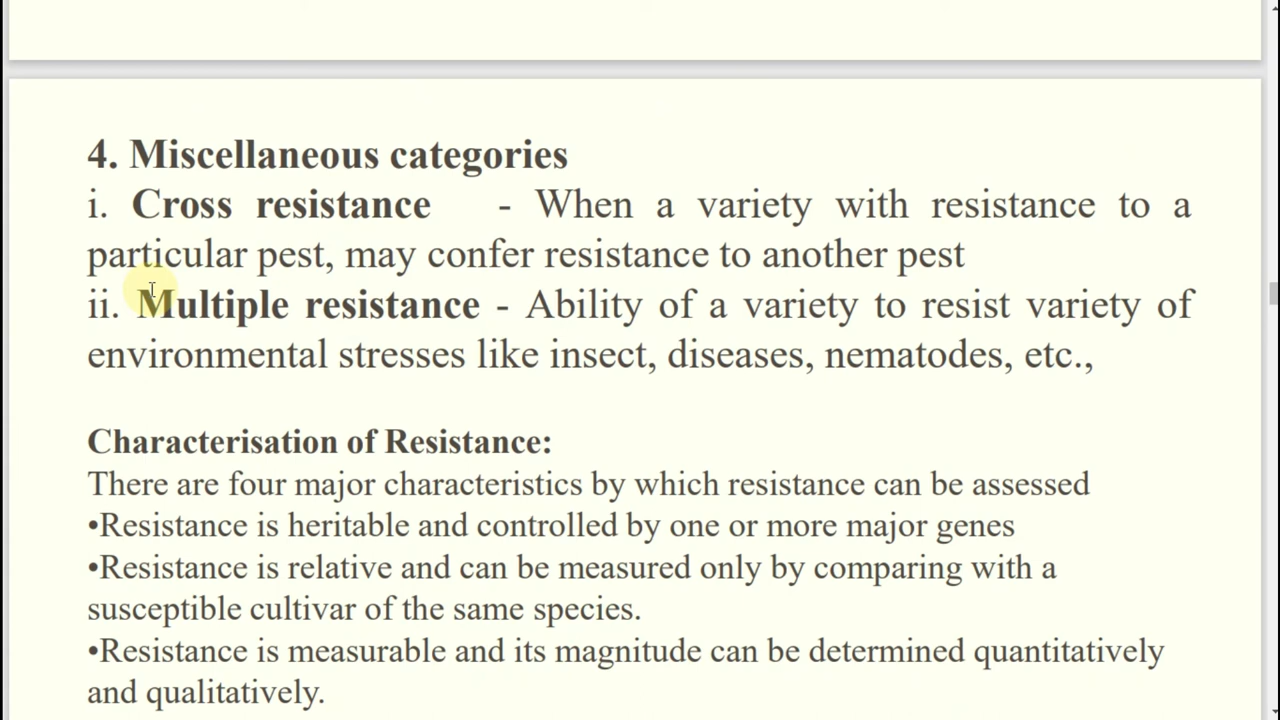 4. Miscellaneous categories
i. Cross resistance - When a variety with resistance to a
particular pest, may confer resistance to another pest
ii. Multiple resistance - Ability of a variety to resist variety of
environmental stresses like insect, diseases, nematodes, etc.,
Characterisation of Resistance:
There are four major characteristics by which resistance can be assessed
•Resistance is heritable and controlled by one or more major genes
•Resistance is relative and can be measured only by comparing with a
susceptible cultivar of the same species.
•Resistance is measurable and its magnitude can be determined quantitatively
and qualitatively.